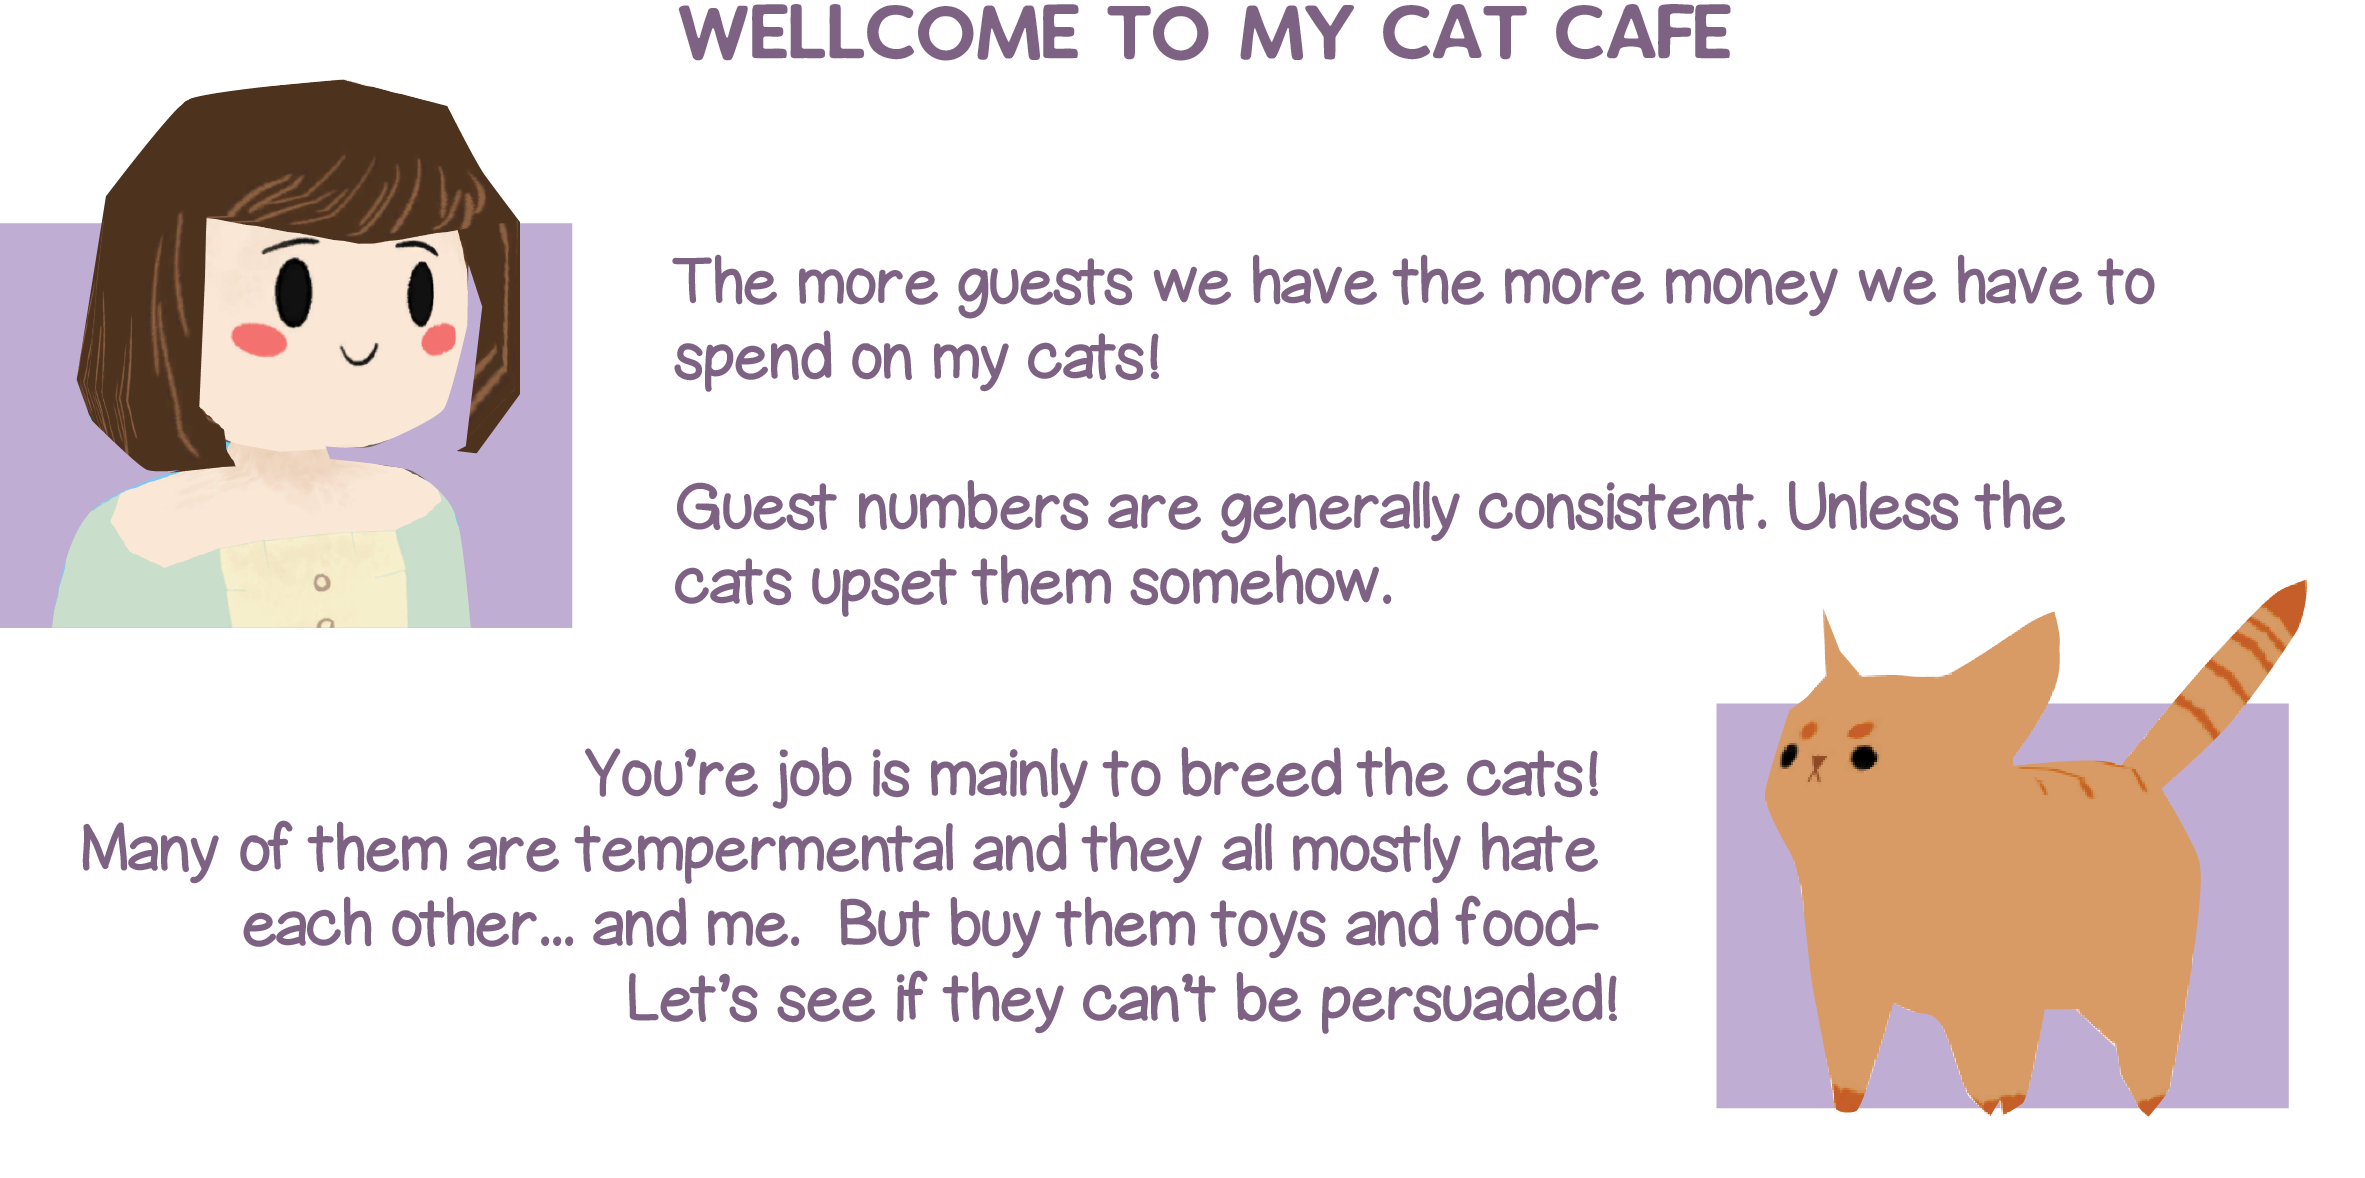 WELLCOME TO MY CAT CAFE
The more guests we have the more money we have to
spend on my cats!
Guest numbers are generally consistent. Unless the
cats upset them somehow.
You're job is mainly to breed the cats!
Many of them are tempermental and they all mostly hate
each other... and me.  But buy them toys and food-
Let's see if they can't be persuaded!